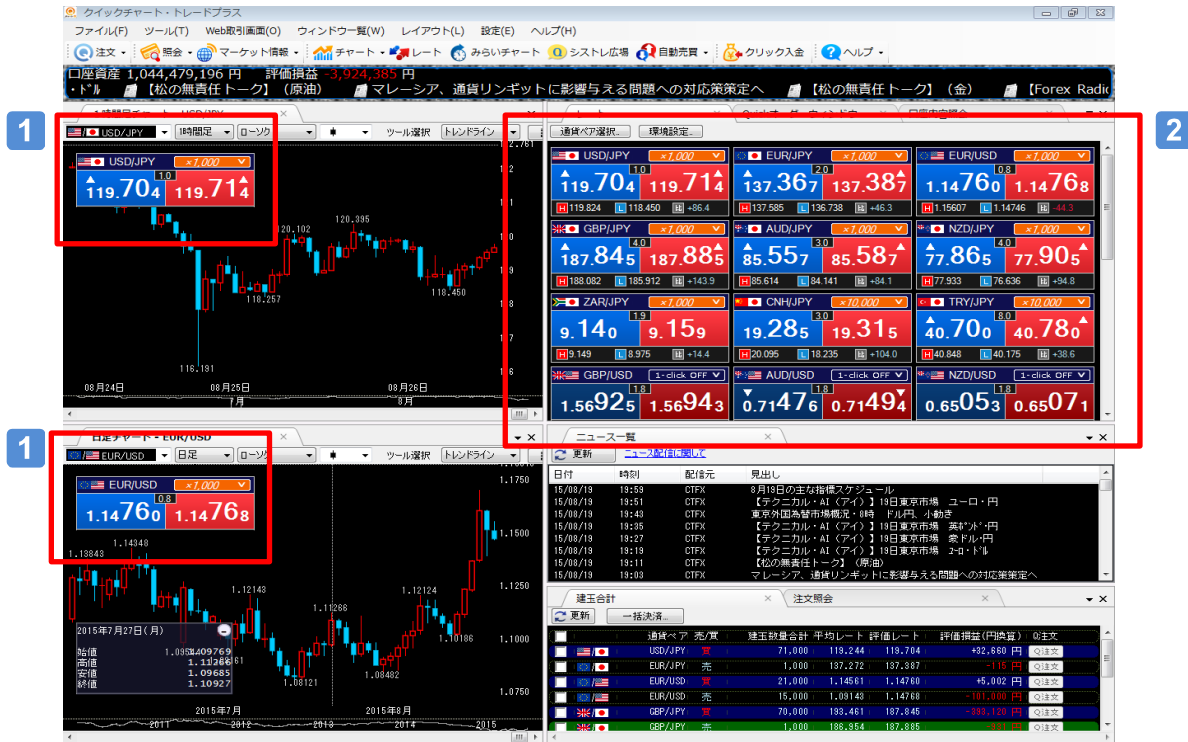 クイックチャート・トレードプラス
ファイル(F) ツール(T) Web取引画面(O) ウィンドウ一覧(W) レイアウト(L) 設定(E) ヘルプ(H)
注文 照会 マーケット情報 チャート レート みらいチャート シストレ広場 自動売買 クリック入金 ヘルプ
口座資産 1,044,479,196 円 評価損益 -3,924,385 円
・ドル 【松の無責任トーク】（原油） マレーシア、通貨リンギットに影響与える問題への対応策策定へ 【松の無責任トーク】（金） 【Forex Radio
1
USD/JPY 1時間足 ローソク ツール選択 トレンドライン
USD/JPY ×1,000
1.0
119.704 119.714
120.395
120.102
118.257
118.450
116.191
08月24日 08月25日 08月26日
7月 8月
2
レート
通貨ペア選択... 環境設定...
USD/JPY ×1,000 EUR/JPY ×1,000 EUR/USD ×1,000
1.0 2.0 0.8
119.704 119.714 137.367 137.387 1.14760 1.14768
H 119.824 L 118.450 比 +86.4 H 137.585 L 136.738 比 +46.3 H 1.15607 L 1.14746 比 -44.3
GBP/JPY ×1,000 AUD/JPY ×1,000 NZD/JPY ×1,000
4.0 3.0 4.0
187.845 187.885 85.557 85.587 77.865 77.905
H 188.082 L 185.912 比 +143.9 H 85.614 L 84.141 比 +84.1 H 77.933 L 76.636 比 +94.8
ZAR/JPY ×1,000 CNH/JPY ×10,000 TRY/JPY ×10,000
1.9 3.0 8.0
9.140 9.159 19.285 19.315 40.700 40.780
H 9.149 L 8.975 比 +14.4 H 20.095 L 18.235 比 +104.0 H 40.848 L 40.175 比 +38.6
GBP/USD 1-click OFF AUD/USD 1-click OFF NZD/USD 1-click OFF
1.8 1.8 1.8
1.56925 1.56943 0.71476 0.71494 0.65053 0.65071
1
日足チャート - EUR/USD
EUR/USD 日足 ローソク ツール選択 トレンドライン
EUR/USD ×1,000
0.8
1.14760 1.14768
1.1750
1.1500
1.1250
1.1000
1.0750
1.14348
1.13843
1.12143
1.11266
1.12124
1.10186
1.08482
1.08121
2015年7月27日(月)
始値 1.09769
高値 1.11266
安値 1.09685
終値 1.10927
2015年7月 2015年8月
2011 2012 2013 2014 2015
ニュース一覧
更新 ニュース配信に関して
日付 時刻 配信元 見出し
15/08/19 19:59 CTFX 8月19日の主な指標スケジュール
15/08/19 19:51 CTFX 【テクニカル・AI（アイ）】19日東京市場 ユーロ・円
15/08/19 19:43 CTFX 東京外国為替市場概況・8時 ドル円、小動き
15/08/19 19:35 CTFX 【テクニカル・AI（アイ）】19日東京市場 英ポンド・円
15/08/19 19:27 CTFX 【テクニカル・AI（アイ）】19日東京市場 豪ドル・円
15/08/19 19:19 CTFX 【テクニカル・AI（アイ）】19日東京市場 ユーロ・ドル
15/08/19 19:11 CTFX 【松の無責任トーク】（原油）
15/08/19 19:03 CTFX マレーシア、通貨リンギットに影響与える問題への対応策策定へ
建玉合計 注文照会
更新 一括決済...
通貨ペア 売/買 建玉数量合計 平均レート 評価レート 評価損益(円換算) Q注文
USD/JPY 買 71,000 119.244 119.704 +32,660 円 Q注文
EUR/JPY 売 1,000 137.272 137.387 -115 円 Q注文
EUR/USD 買 21,000 1.14561 1.14760 +5,002 円 Q注文
EUR/USD 売 15,000 1.09143 1.14768 -101,000 円 Q注文
GBP/JPY 買 70,000 193.461 187.845 -393,120 円 Q注文
GBP/JPY 売 1,000 186.954 187.885 Q注文